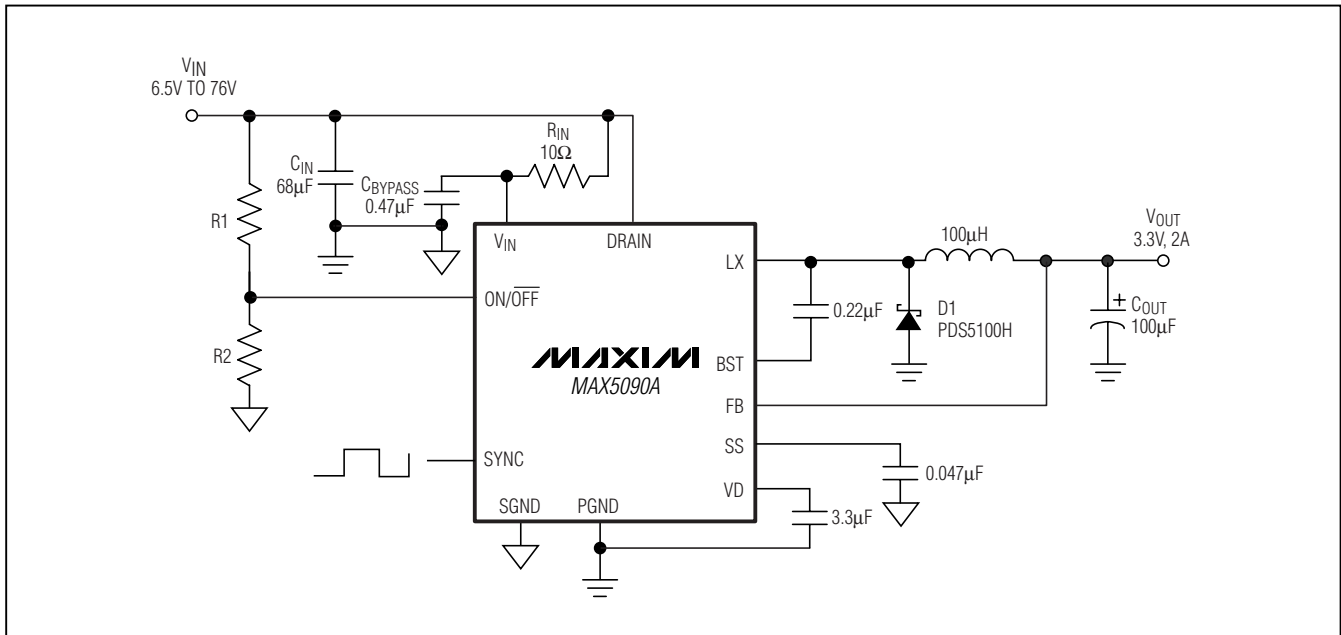 VIN
6.5V TO 76V
RIN
10Ω
CIN
68µF
CBYPASS
0.47µF
R1
R2
VIN
DRAIN
ON/OFF
SYNC
SGND
PGND
MAXIM
MAX5090A
LX
BST
FB
SS
VD
100µH
0.22µF
D1
PDS5100H
VOUT
3.3V, 2A
+
COUT
100µF
0.047µF
3.3µF